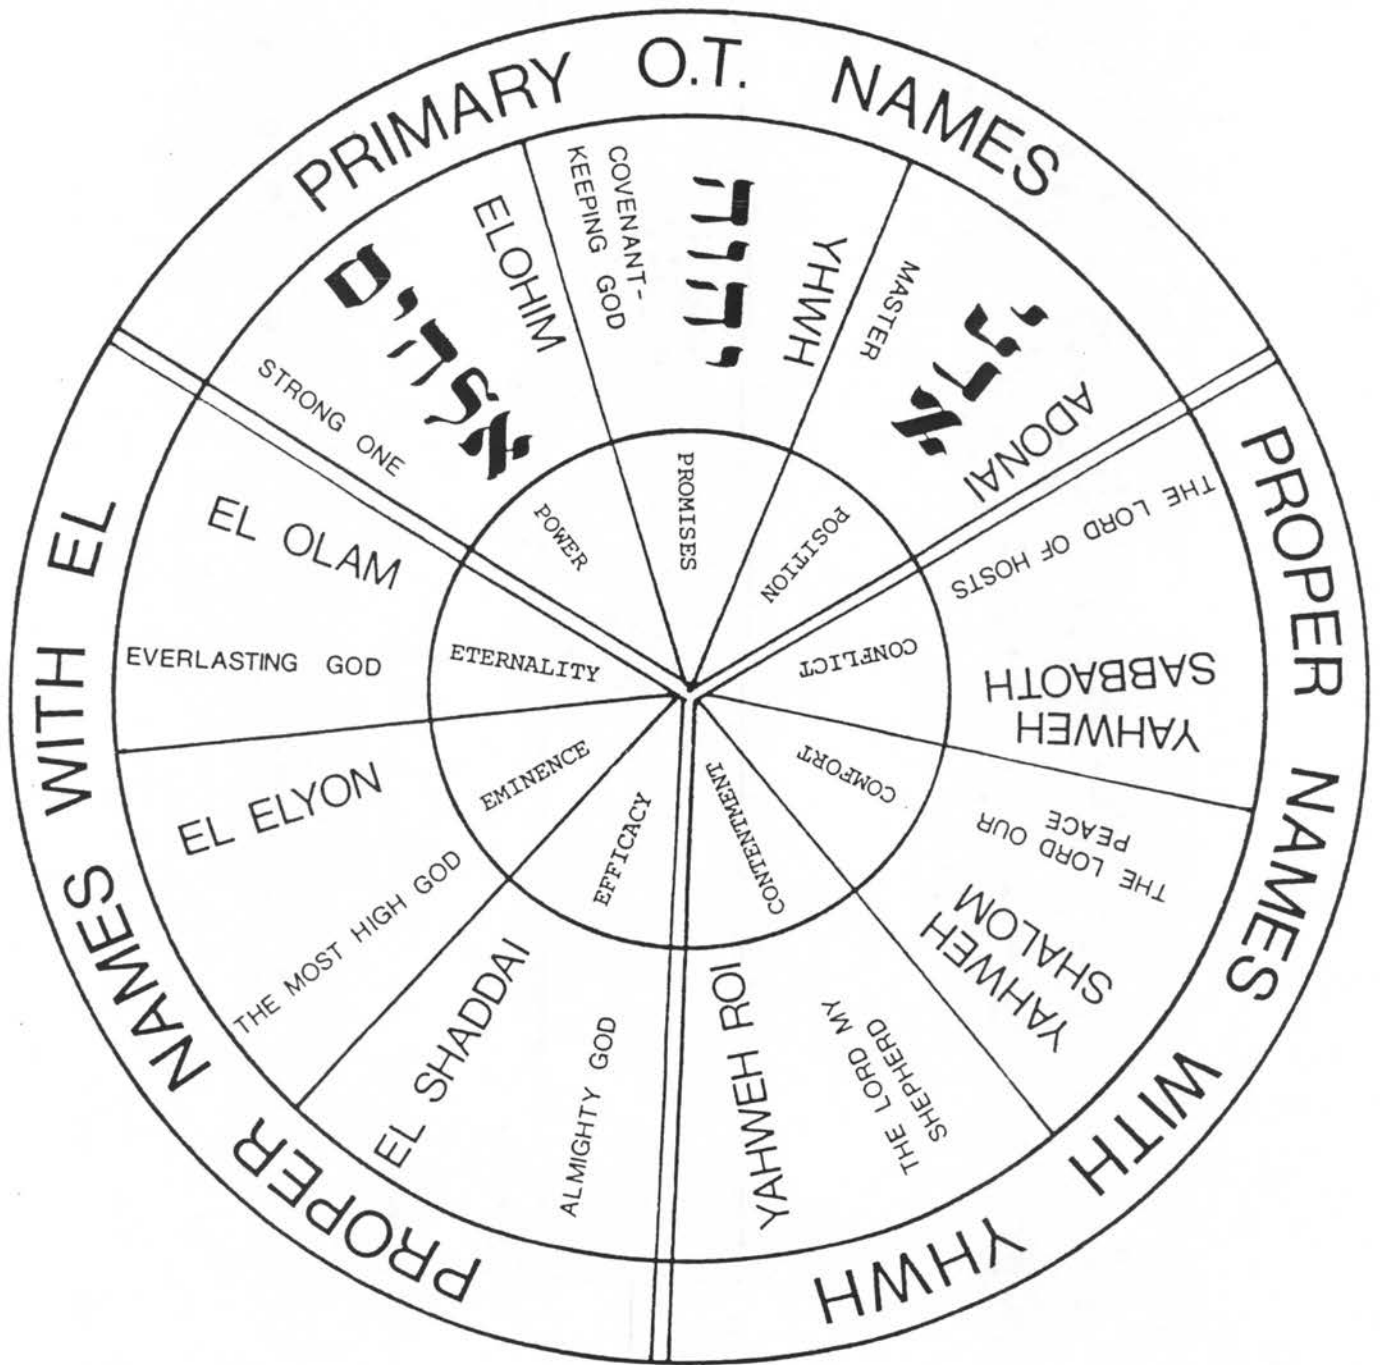 PRIMARY O.T. NAMES
ELOHIM
אלהים
STRONG ONE
POWER
YHWH
יהוה
COVENANT-
KEEPING GOD
PROMISES
ADONAI
אדני
MASTER
POSITION
PROPER NAMES WITH YHWH
YAHWEH
SABBAOTH
THE LORD OF HOSTS
CONFLICT
YAHWEH
SHALOM
THE LORD OUR
PEACE
COMFORT
YAHWEH ROI
THE LORD MY
SHEPHERD
CONTENTMENT
PROPER NAMES WITH EL
EL SHADDAI
ALMIGHTY GOD
EFFICACY
EL ELYON
THE MOST HIGH GOD
EMINENCE
EL OLAM
EVERLASTING GOD
ETERNALITY